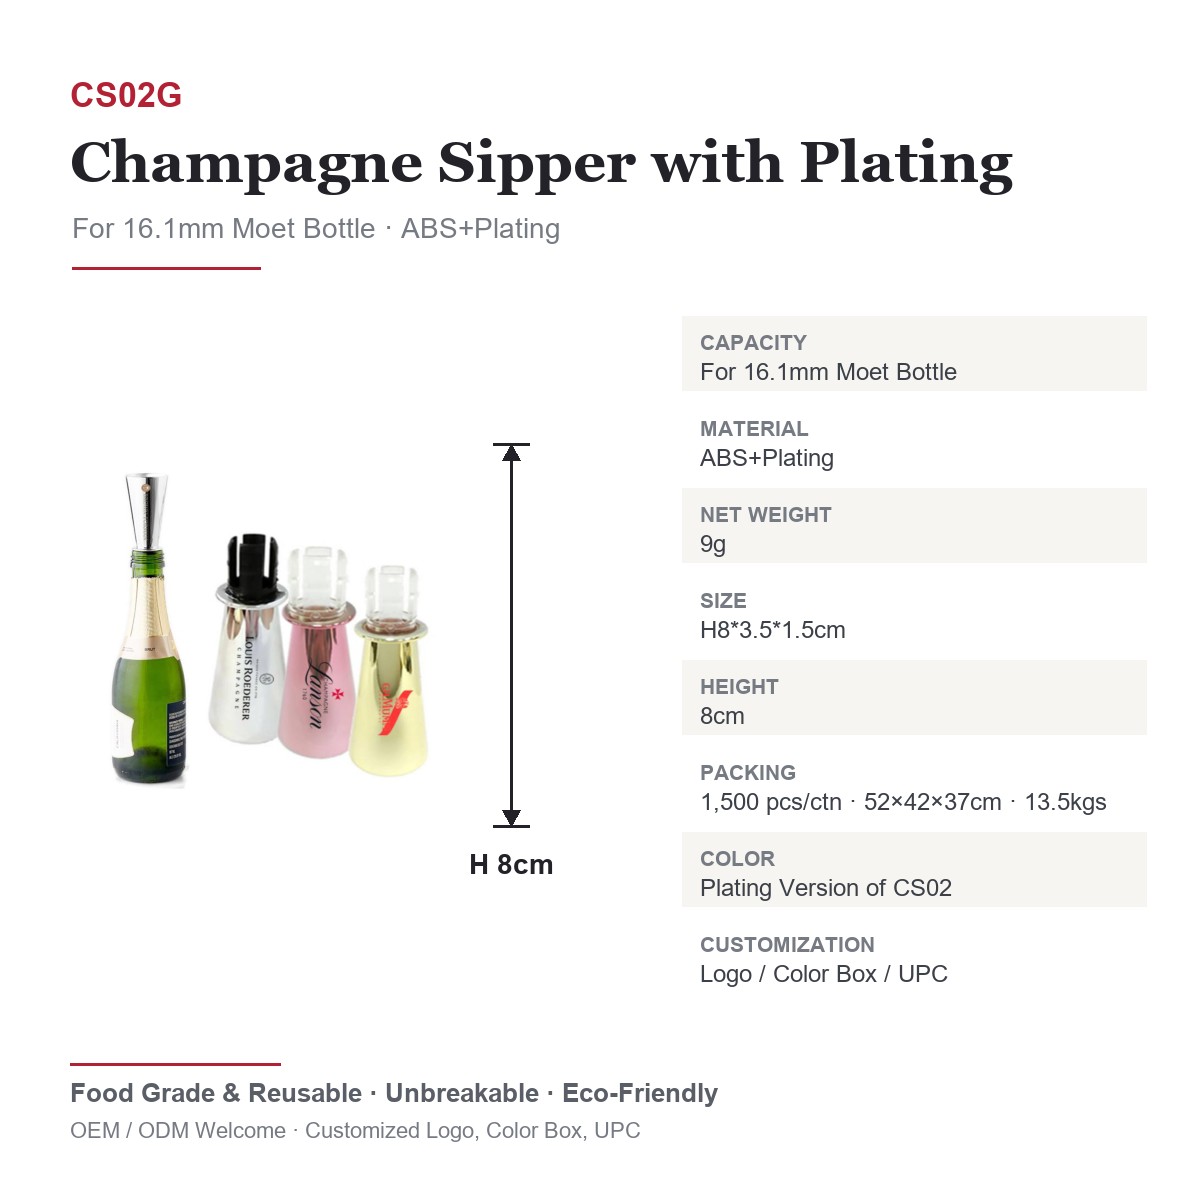 CS02G
Champagne Sipper with Plating
For 16.1mm Moet Bottle · ABS+Plating
CAPACITY
For 16.1mm Moet Bottle
MATERIAL
ABS+Plating
NET WEIGHT
9g
SIZE
H8*3.5*1.5cm
HEIGHT
8cm
PACKING
1,500 pcs/ctn · 52×42×37cm · 13.5kgs
COLOR
Plating Version of CS02
CUSTOMIZATION
Logo / Color Box / UPC
LOUIS ROEDERER
CHAMPAGNE
Lanson
CHAMPAGNE
1760
H 8cm
Food Grade & Reusable · Unbreakable · Eco-Friendly
OEM / ODM Welcome · Customized Logo, Color Box, UPC